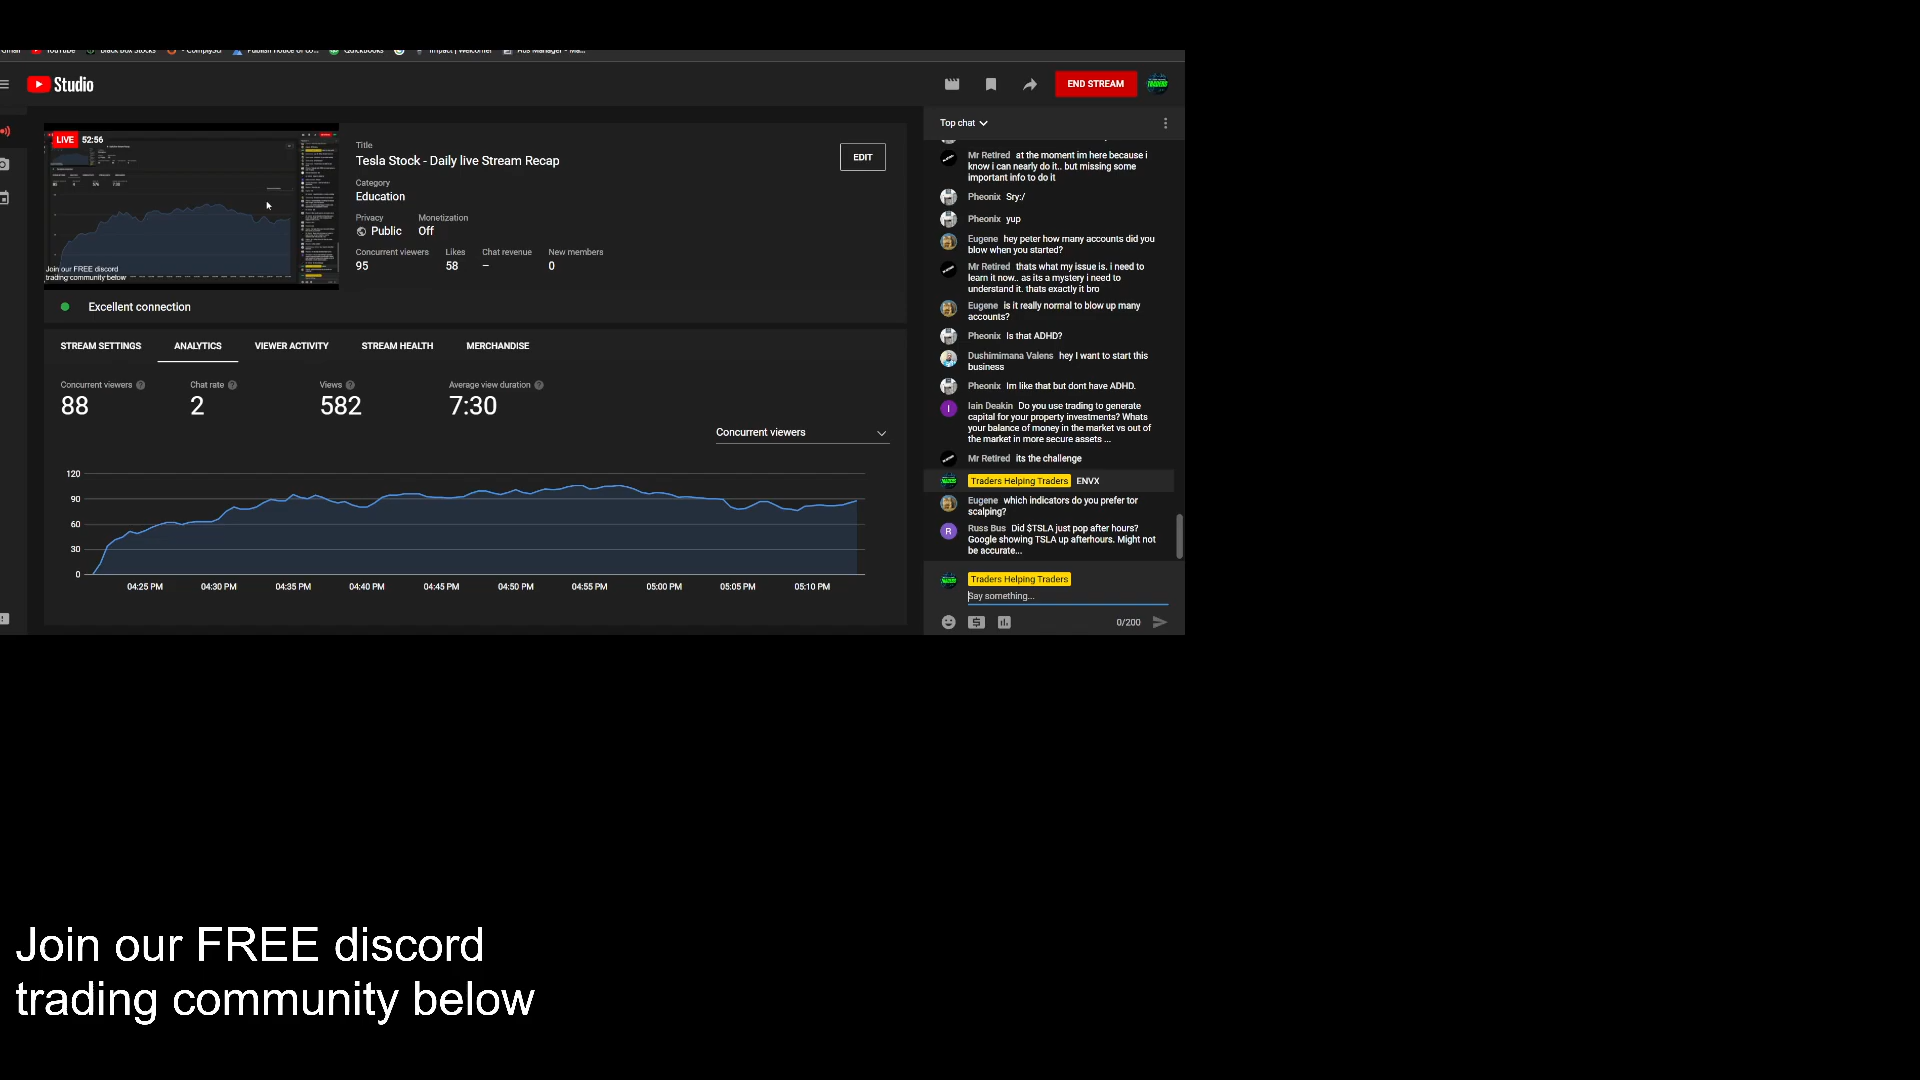 YouTube
Black Box Stocks
Quickbooks
Studio
END STREAM
LIVE 52:56
Join our FREE discord
trading community below
Title
Tesla Stock - Daily live Stream Recap
EDIT
Category
Education
Privacy
Monetization
Public
Off
Concurrent viewers
Likes
Chat revenue
New members
95
58
–
0
Excellent connection
STREAM SETTINGS
ANALYTICS
VIEWER ACTIVITY
STREAM HEALTH
MERCHANDISE
Concurrent viewers
Chat rate
Views
Average view duration
88
2
582
7:30
Concurrent viewers
120
90
60
30
0
04:25 PM
04:30 PM
04:35 PM
04:40 PM
04:45 PM
04:50 PM
04:55 PM
05:00 PM
05:05 PM
05:10 PM
Top chat
Mr Retired at the moment im here because i
know i can nearly do it.. but missing some
important info to do it
Pheonix Sry:/
Pheonix yup
Eugene hey peter how many accounts did you
blow when you started?
Mr Retired thats what my issue is. i need to
learn it now.. as its a mystery i need to
understand it. thats exactly it bro
Eugene is it really normal to blow up many
accounts?
Pheonix Is that ADHD?
Dushimimana Valens hey I want to start this
business
Pheonix Im like that but dont have ADHD.
I
Iain Deakin Do you use trading to generate
capital for your property investments? Whats
your balance of money in the market vs out of
the market in more secure assets ...
Mr Retired its the challenge
Traders Helping Traders ENVX
Eugene which indicators do you prefer tor
scalping?
R
Russ Bus Did $TSLA just pop after hours?
Google showing TSLA up afterhours. Might not
be accurate...
Traders Helping Traders
Say something...
0/200
Join our FREE discord
trading community below